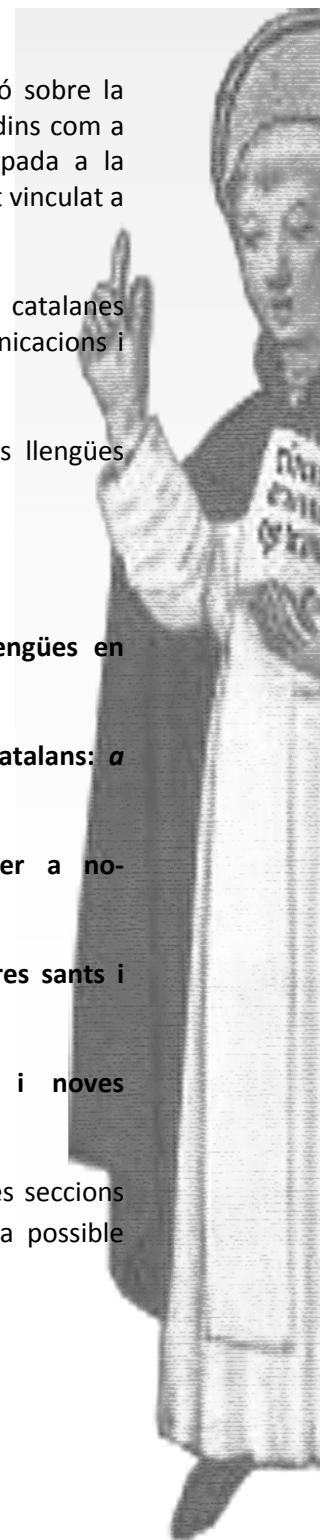 ó sobre la
dins com a
pada a la
t vinculat a
catalanes
nicacions i
s llengües
engües en
atalans: a
er a no-
res sants i
i noves
es seccions
a possible